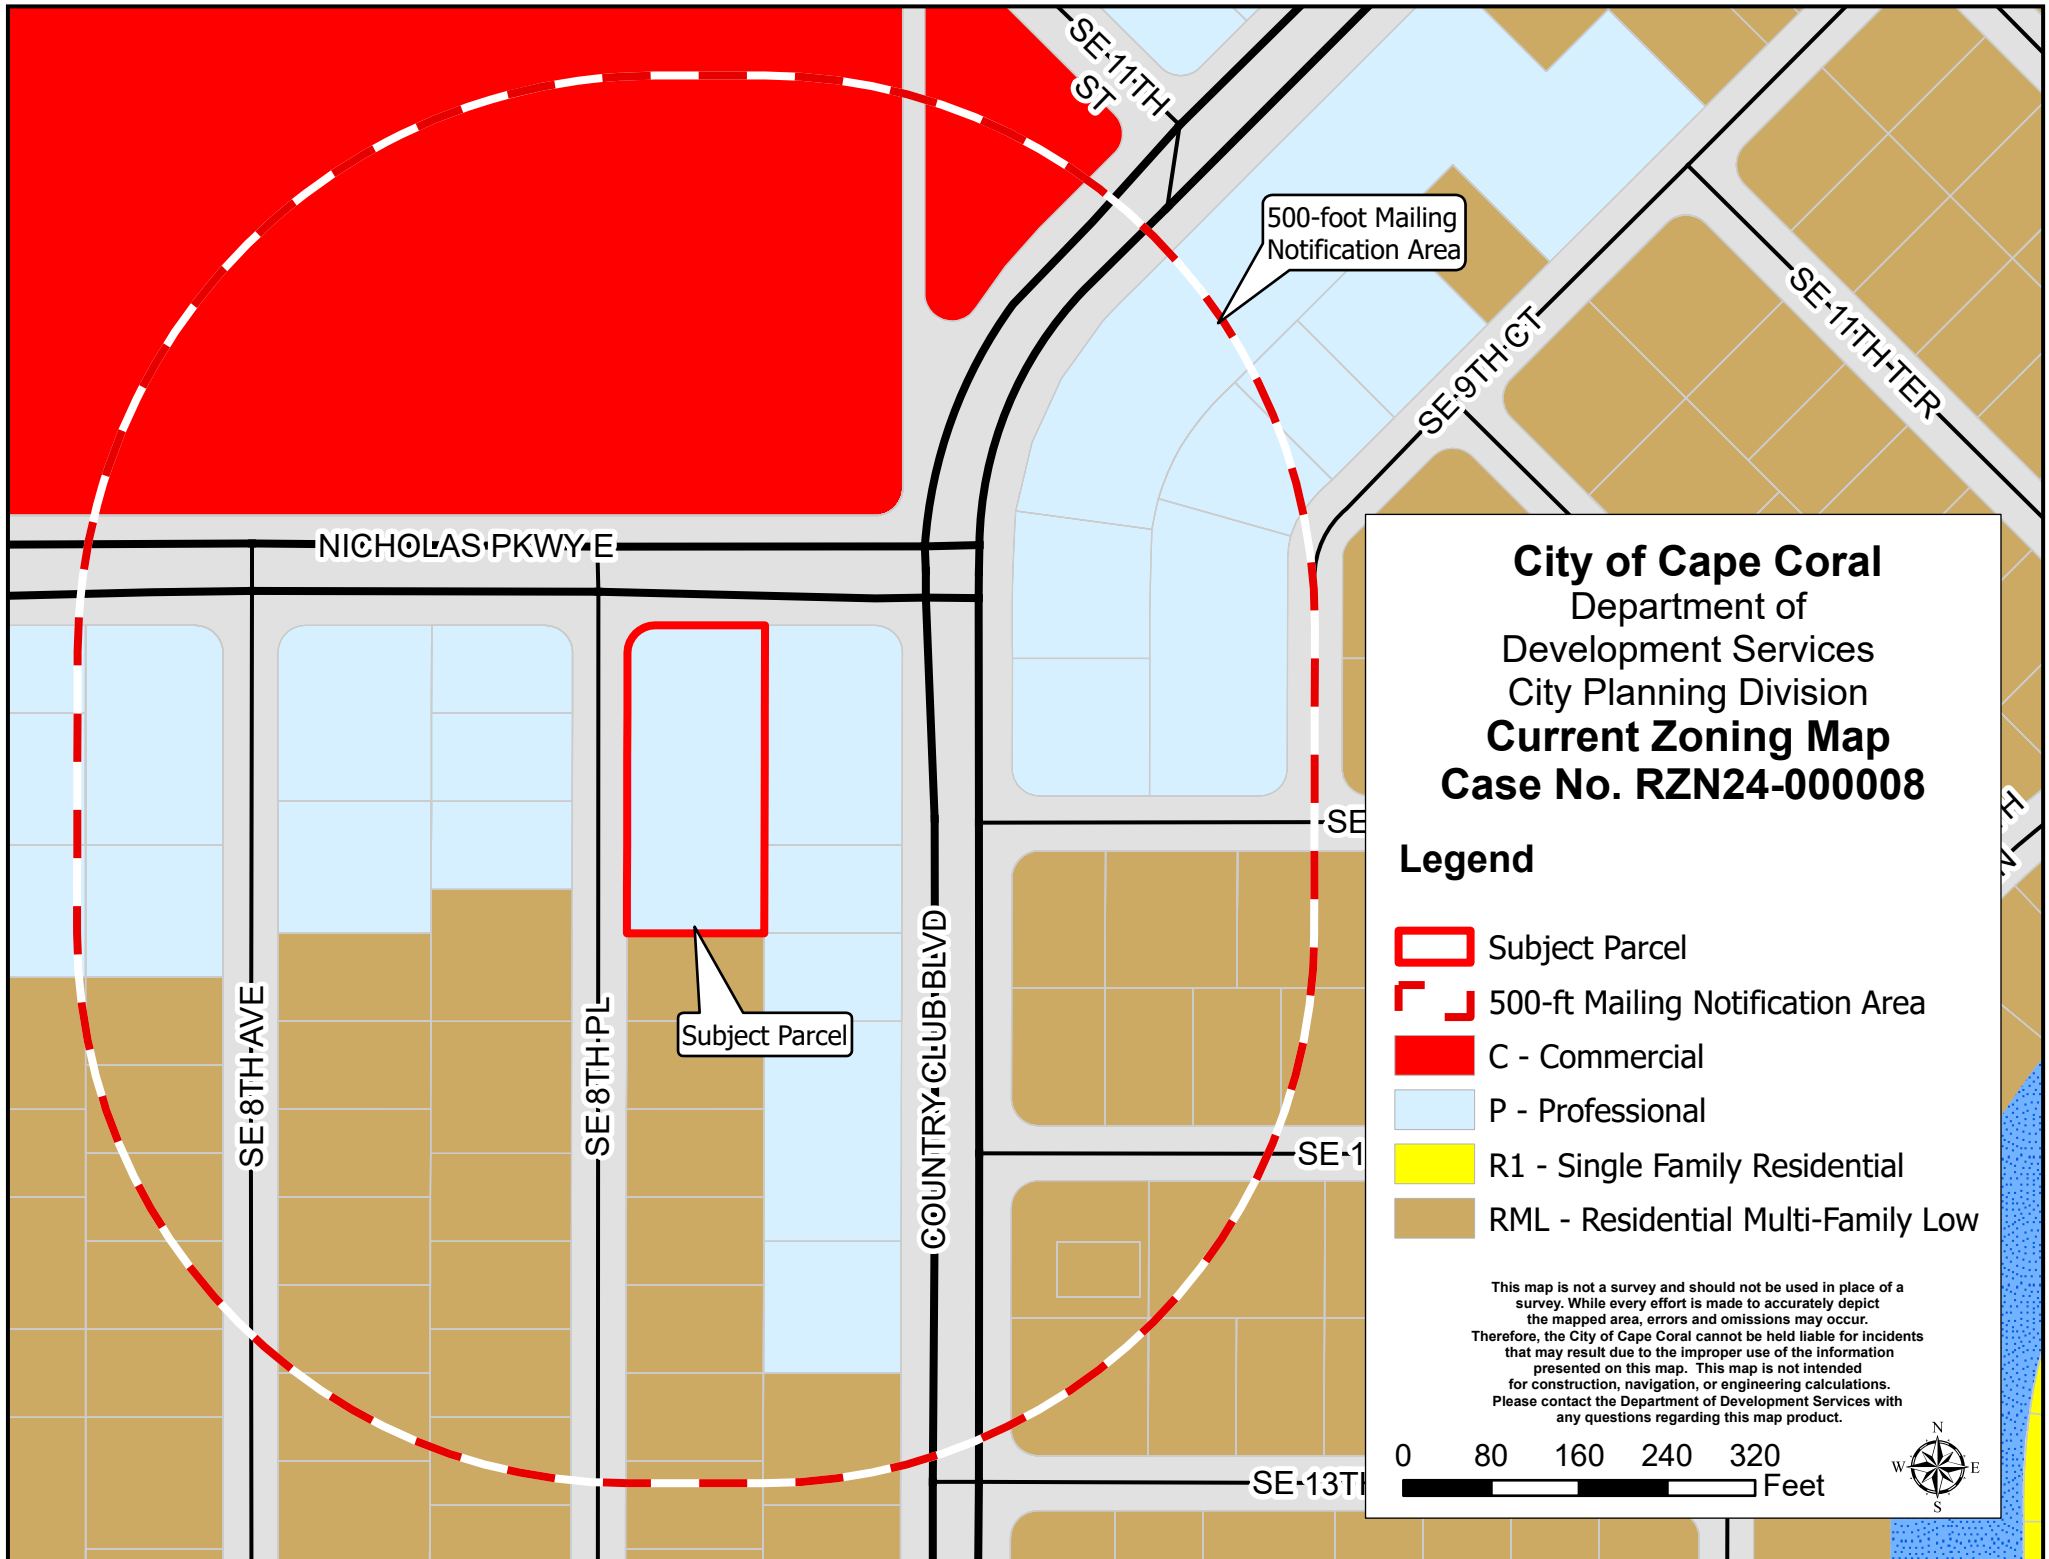 SE 11TH
ST
500-foot Mailing
Notification Area
SE 9TH CT
SE 11TH TER
NICHOLAS PKWY E
SE 8TH AVE
SE 8TH PL
COUNTRY CLUB BLVD
Subject Parcel
SE
SE 1
SE 13TH
City of Cape Coral
Department of
Development Services
City Planning Division
Current Zoning Map
Case No. RZN24-000008
Legend
Subject Parcel
500-ft Mailing Notification Area
C - Commercial
P - Professional
R1 - Single Family Residential
RML - Residential Multi-Family Low
This map is not a survey and should not be used in place of a
survey. While every effort is made to accurately depict
the mapped area, errors and omissions may occur.
Therefore, the City of Cape Coral cannot be held liable for incidents
that may result due to the improper use of the information
presented on this map. This map is not intended
for construction, navigation, or engineering calculations.
Please contact the Department of Development Services with
any questions regarding this map product.
0 80 160 240 320
Feet
N
W E
S